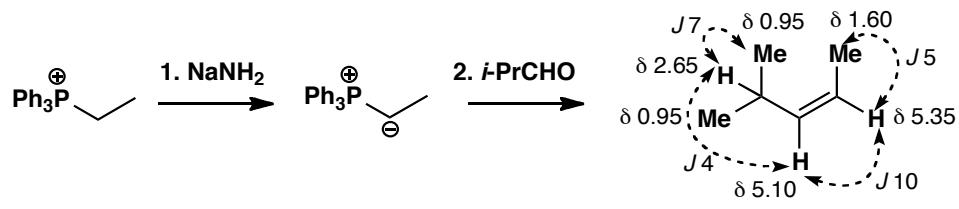 ⊕
Ph₃P
1. NaNH₂
⊕
Ph₃P
⊖
2. i-PrCHO
J 7
δ 0.95
δ 1.60
Me
Me
J 5
δ 2.65
H
δ 0.95
Me
H
δ 5.35
J 4
H
J 10
δ 5.10